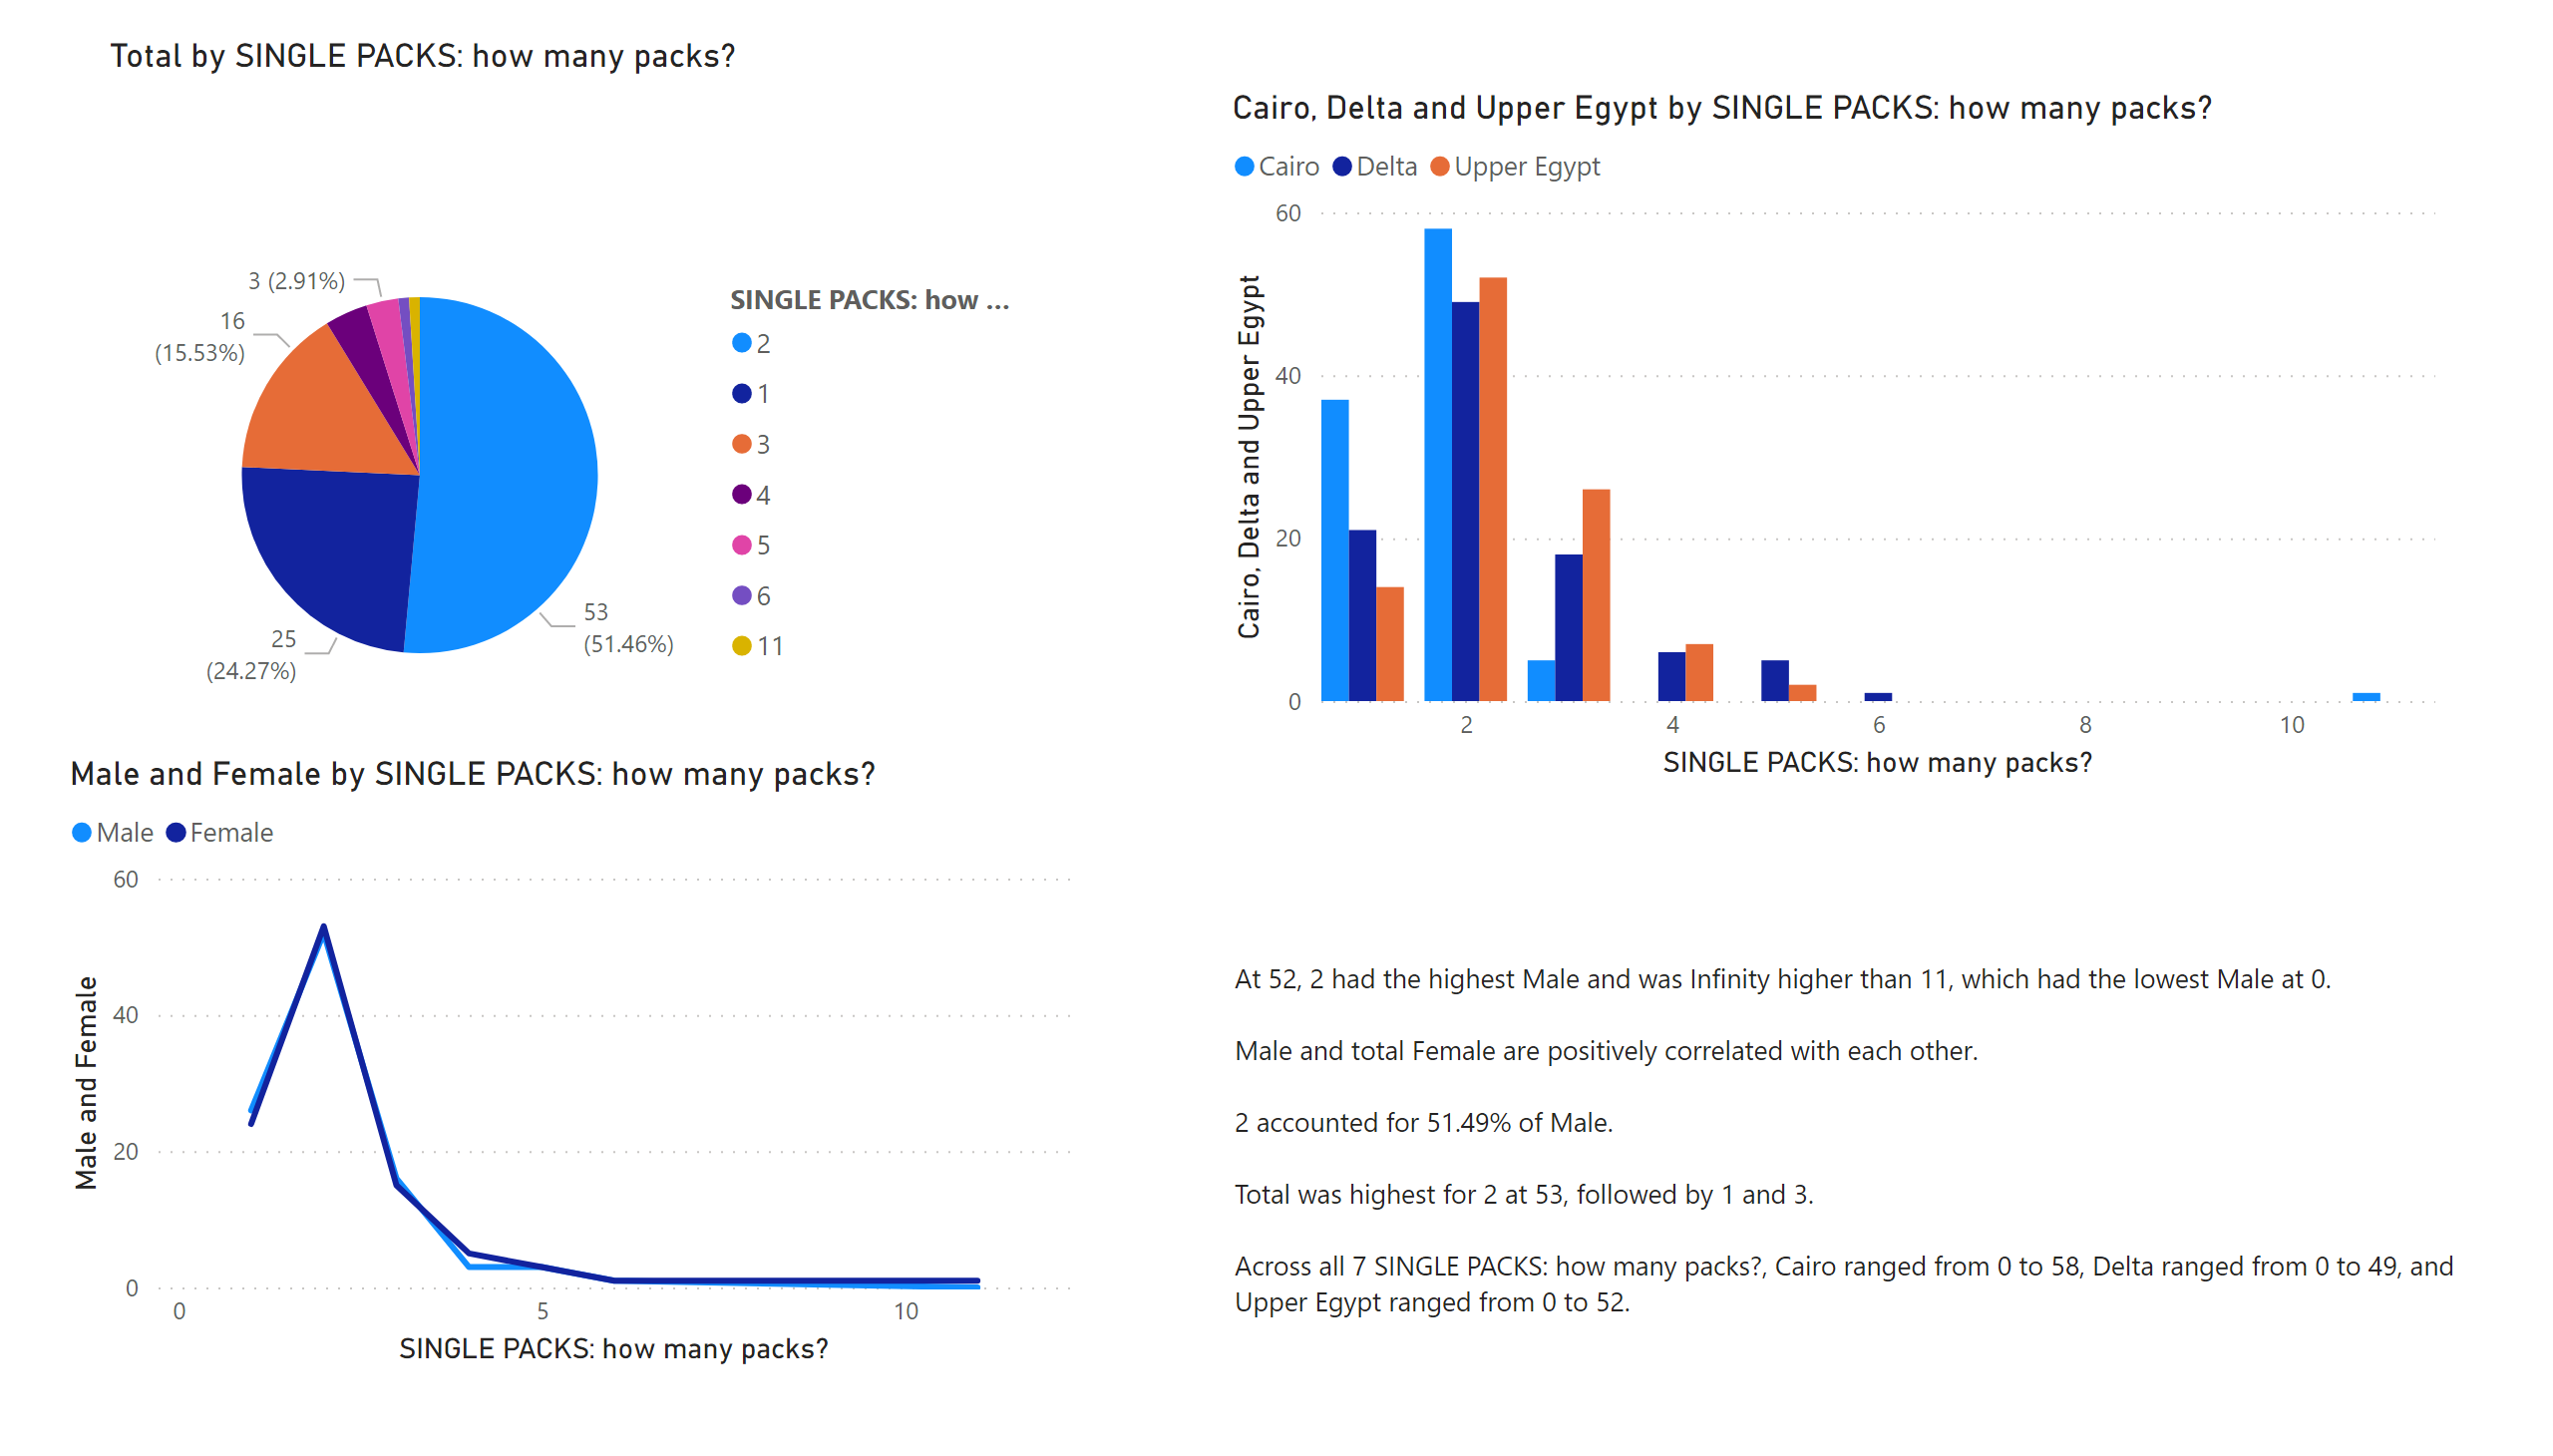 Total by SINGLE PACKS: how many packs?
3 (2.91%)
16
(15.53%)
25
(24.27%)
53
(51.46%)
SINGLE PACKS: how ...
2
1
3
4
5
6
11
Cairo, Delta and Upper Egypt by SINGLE PACKS: how many packs?
Cairo Delta Upper Egypt
Cairo, Delta and Upper Egypt
60
40
20
0
2 4 6 8 10
SINGLE PACKS: how many packs?
Male and Female by SINGLE PACKS: how many packs?
Male Female
Male and Female
60
40
20
0
0 5 10
SINGLE PACKS: how many packs?
At 52, 2 had the highest Male and was Infinity higher than 11, which had the lowest Male at 0.
Male and total Female are positively correlated with each other.
2 accounted for 51.49% of Male.
Total was highest for 2 at 53, followed by 1 and 3.
Across all 7 SINGLE PACKS: how many packs?, Cairo ranged from 0 to 58, Delta ranged from 0 to 49, and
Upper Egypt ranged from 0 to 52.